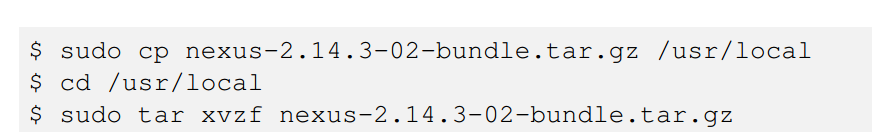 $ sudo cp nexus-2.14.3-02-bundle.tar.gz /usr/local
$ cd /usr/local
$ sudo tar xvzf nexus-2.14.3-02-bundle.tar.gz